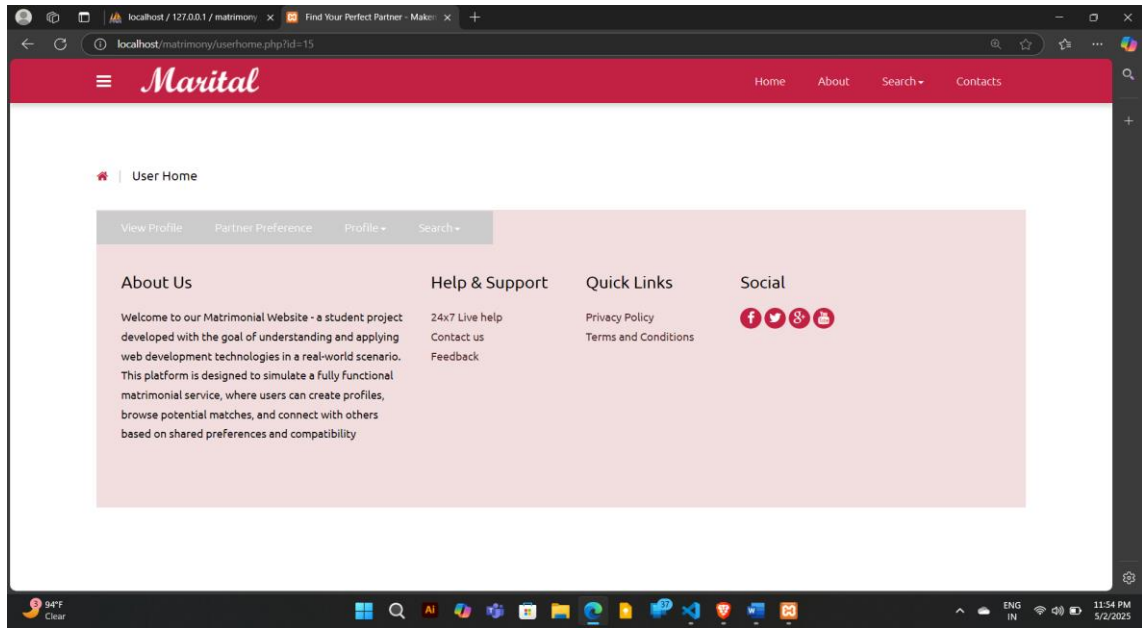 localhost / 127.0.0.1 / matrimony
Find Your Perfect Partner - Makem
localhost/matrimony/userhome.php?id=15
Marital
Home About Search Contacts
User Home
View Profile Partner Preference Profile Search
About Us
Welcome to our Matrimonial Website - a student project
developed with the goal of understanding and applying
web development technologies in a real-world scenario.
This platform is designed to simulate a fully functional
matrimonial service, where users can create profiles,
browse potential matches, and connect with others
based on shared preferences and compatibility
Help & Support
24x7 Live help
Contact us
Feedback
Quick Links
Privacy Policy
Terms and Conditions
Social
3
94°F
Clear
Ai
37
ENG
IN
11:54 PM
5/2/2025